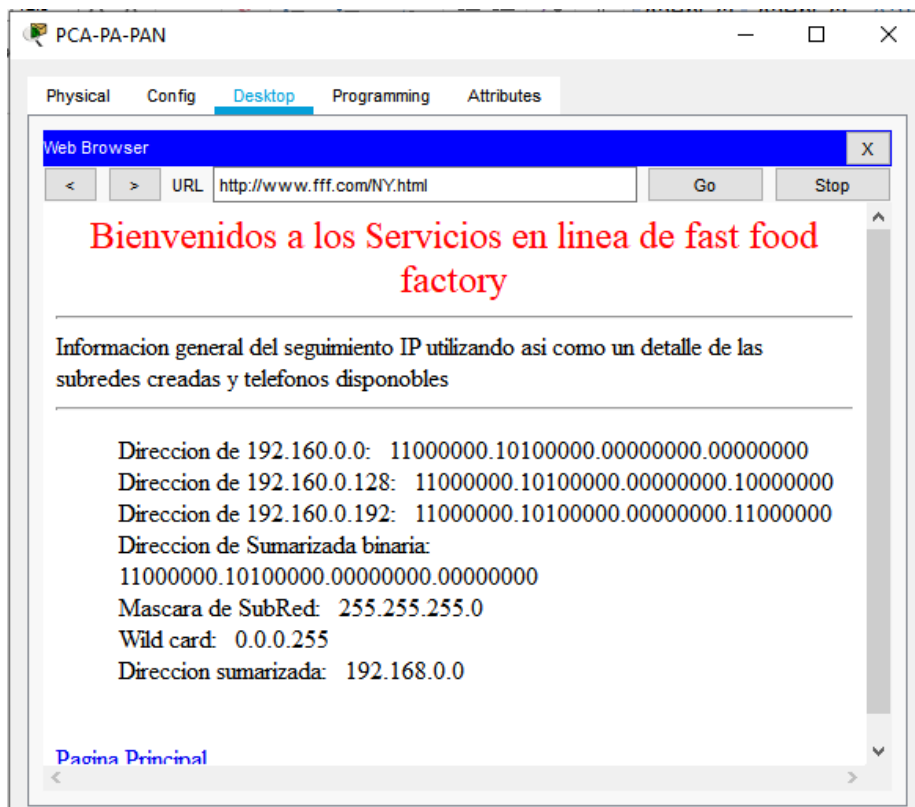 PCA-PA-PAN
Physical Config Desktop Programming Attributes
Web Browser X
< > URL http://www.fff.com/NY.html Go Stop
Bienvenidos a los Servicios en linea de fast food
factory
Informacion general del seguimiento IP utilizando asi como un detalle de las
subredes creadas y telefonos disponobles
Direccion de 192.160.0.0: 11000000.10100000.00000000.00000000
Direccion de 192.160.0.128: 11000000.10100000.00000000.10000000
Direccion de 192.160.0.192: 11000000.10100000.00000000.11000000
Direccion de Sumarizada binaria:
11000000.10100000.00000000.00000000
Mascara de SubRed: 255.255.255.0
Wild card: 0.0.0.255
Direccion sumarizada: 192.168.0.0
Pagina Principal